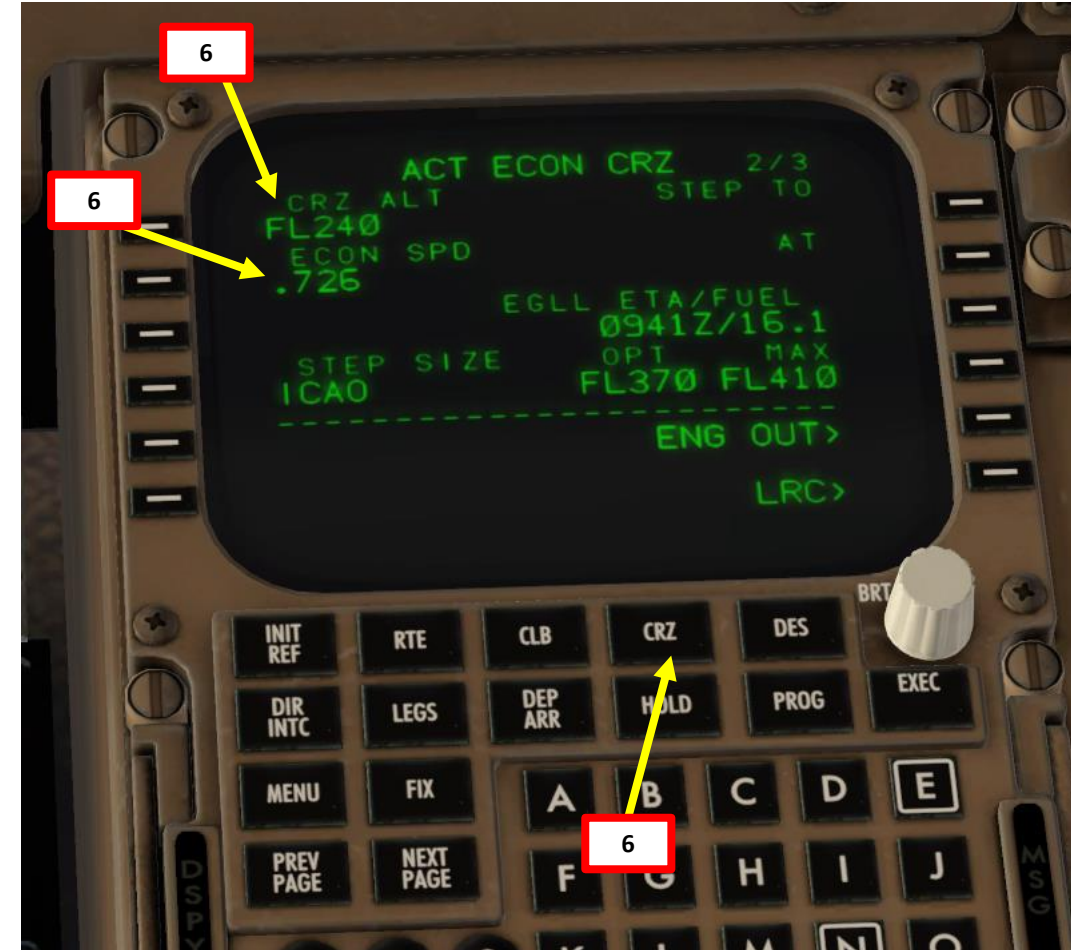 6
6
ACT ECON CRZ 2/3
CRZ ALT STEP TO
FL240
ECON SPD AT
.726
EGLL ETA/FUEL
0941Z/16.1
STEP SIZE OPT MAX
ICAO FL370 FL410
--------------------------
ENG OUT>
LRC>
BRT
INIT REF RTE CLB CRZ DES
DIR INTC LEGS DEP ARR HOLD PROG EXEC
MENU FIX A B C D E
6
PREV PAGE NEXT PAGE F G H I J
DSPY
MSG
M N